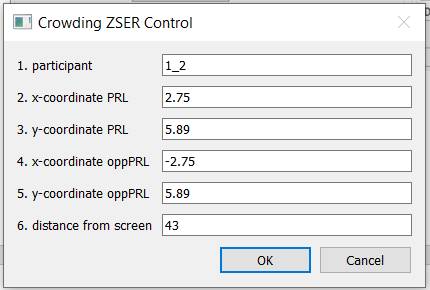 Crowding ZSER Control
1. participant 1_2
2. x-coordinate PRL 2.75
3. y-coordinate PRL 5.89
4. x-coordinate oppPRL -2.75
5. y-coordinate oppPRL 5.89
6. distance from screen 43
OK Cancel